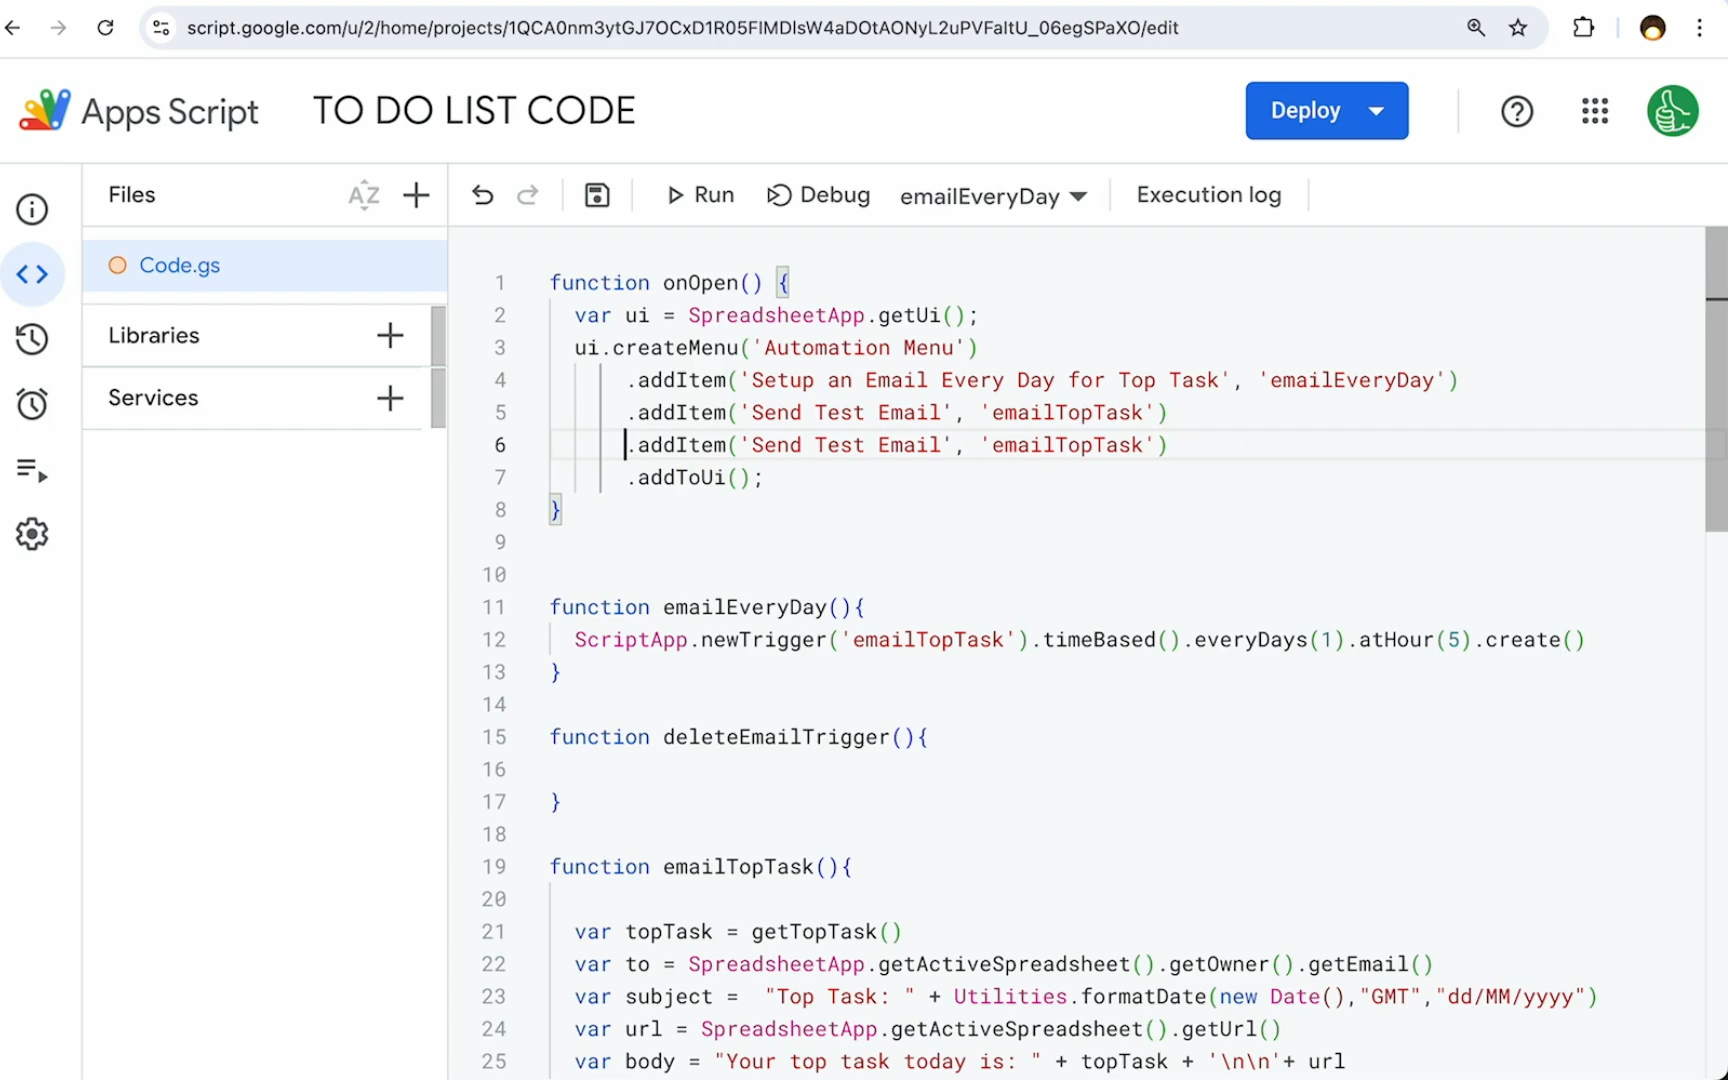 script.google.com/u/2/home/projects/1QCA0nm3ytGJ7OCxD1R05FIMDIsW4aDOtAONyL2uPVFaItU_06egSPaXO/edit
Apps Script TO DO LIST CODE Deploy
Files AZ Run Debug emailEveryDay Execution log
Code.gs
Libraries
Services
1 function onOpen() {
2 var ui = SpreadsheetApp.getUi();
3 ui.createMenu('Automation Menu')
4 .addItem('Setup an Email Every Day for Top Task', 'emailEveryDay')
5 .addItem('Send Test Email', 'emailTopTask')
6 .addItem('Send Test Email', 'emailTopTask')
7 .addToUi();
8 }
9
10
11 function emailEveryDay(){
12 ScriptApp.newTrigger('emailTopTask').timeBased().everyDays(1).atHour(5).create()
13 }
14
15 function deleteEmailTrigger(){
16
17 }
18
19 function emailTopTask(){
20
21 var topTask = getTopTask()
22 var to = SpreadsheetApp.getActiveSpreadsheet().getOwner().getEmail()
23 var subject = "Top Task: " + Utilities.formatDate(new Date(),"GMT","dd/MM/yyyy")
24 var url = SpreadsheetApp.getActiveSpreadsheet().getUrl()
25 var body = "Your top task today is: " + topTask + '\n\n'+ url